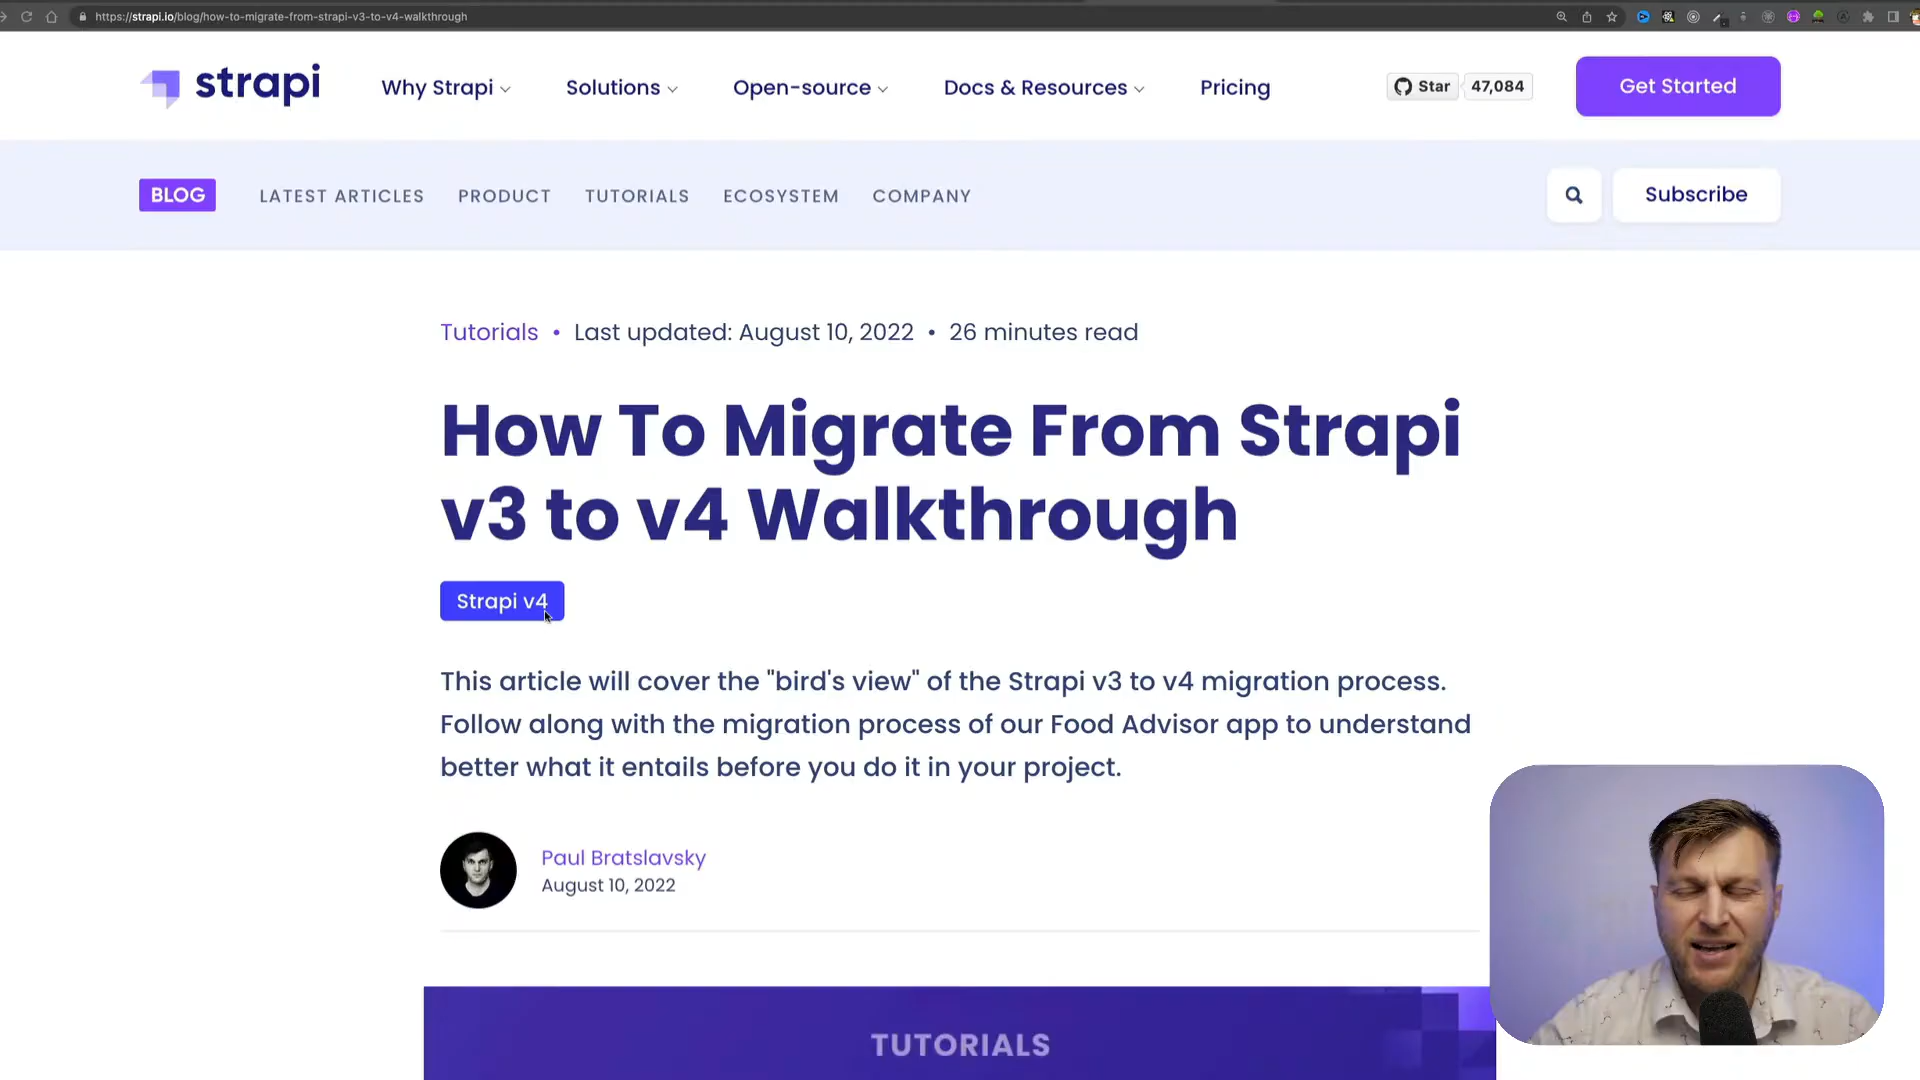 https://strapi.io/blog/how-to-migrate-from-strapi-v3-to-v4-walkthrough
strapi
Why Strapi
Solutions
Open-source
Docs & Resources
Pricing
Star
47,084
Get Started
BLOG
LATEST ARTICLES
PRODUCT
TUTORIALS
ECOSYSTEM
COMPANY
Subscribe
Tutorials • Last updated: August 10, 2022 • 26 minutes read
How To Migrate From Strapi
v3 to v4 Walkthrough
Strapi v4
This article will cover the "bird's view" of the Strapi v3 to v4 migration process.
Follow along with the migration process of our Food Advisor app to understand
better what it entails before you do it in your project.
Paul Bratslavsky
August 10, 2022
TUTORIALS